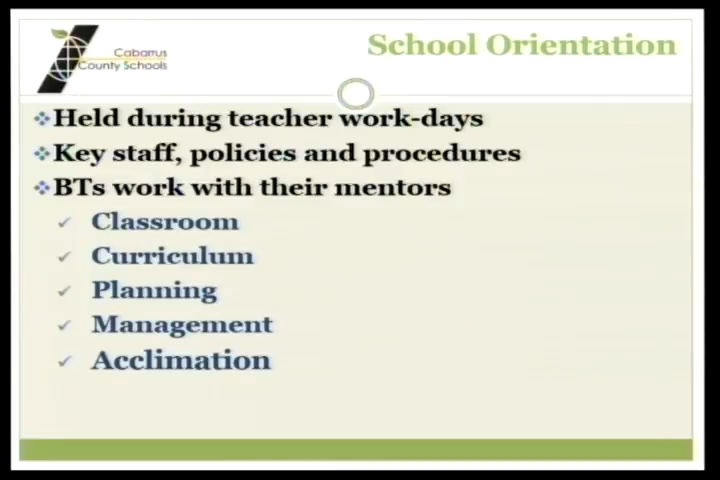 Cabarrus
County Schools
School Orientation
Held during teacher work-days
Key staff, policies and procedures
BTs work with their mentors
Classroom
Curriculum
Planning
Management
Acclimation